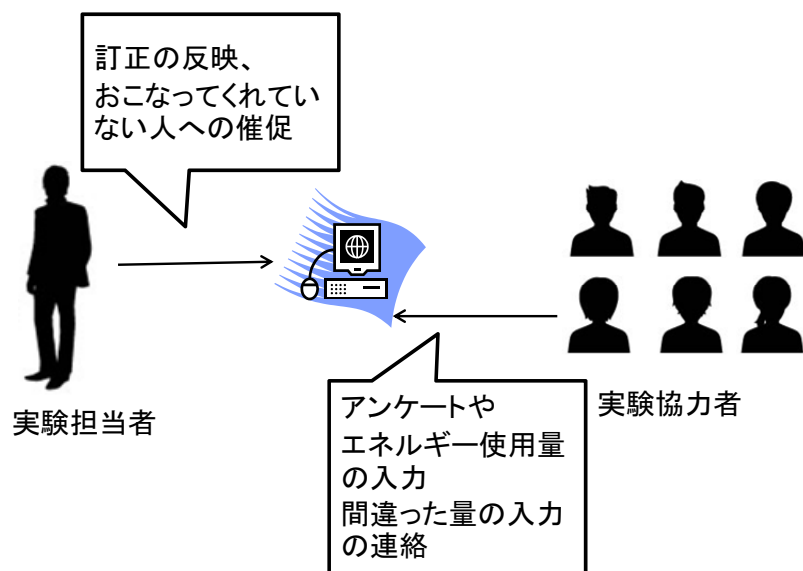 訂正の反映、
おこなってくれてい
ない人への催促
実験担当者
アンケートや
エネルギー使用量
の入力
間違った量の入力
の連絡
実験協力者